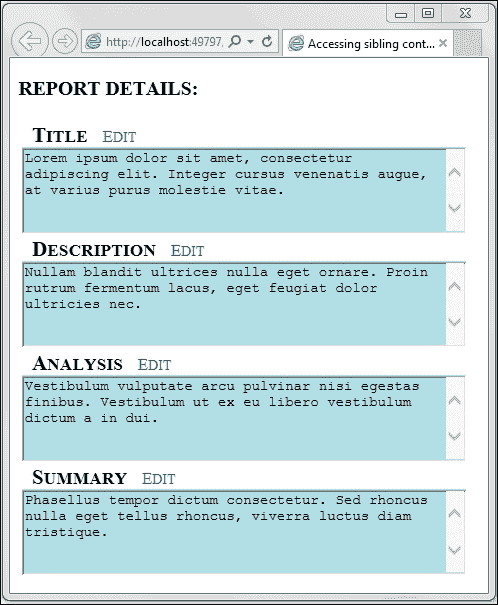 http://localhost:49797,
Accessing sibling cont...
REPORT DETAILS:
TITLE EDIT
Lorem ipsum dolor sit amet, consectetur
adipiscing elit. Integer cursus venenatis augue,
at varius purus molestie vitae.
DESCRIPTION EDIT
Nullam blandit ultrices nulla eget ornare. Proin
rutrum fermentum lacus, eget feugiat dolor
ultricies nec.
ANALYSIS EDIT
Vestibulum vulputate arcu pulvinar nisi egestas
finibus. Vestibulum ut ex eu libero vestibulum
dictum a in dui.
SUMMARY EDIT
Phasellus tempor dictum consectetur. Sed rhoncus
nulla eget tellus rhoncus, viverra luctus diam
tristique.